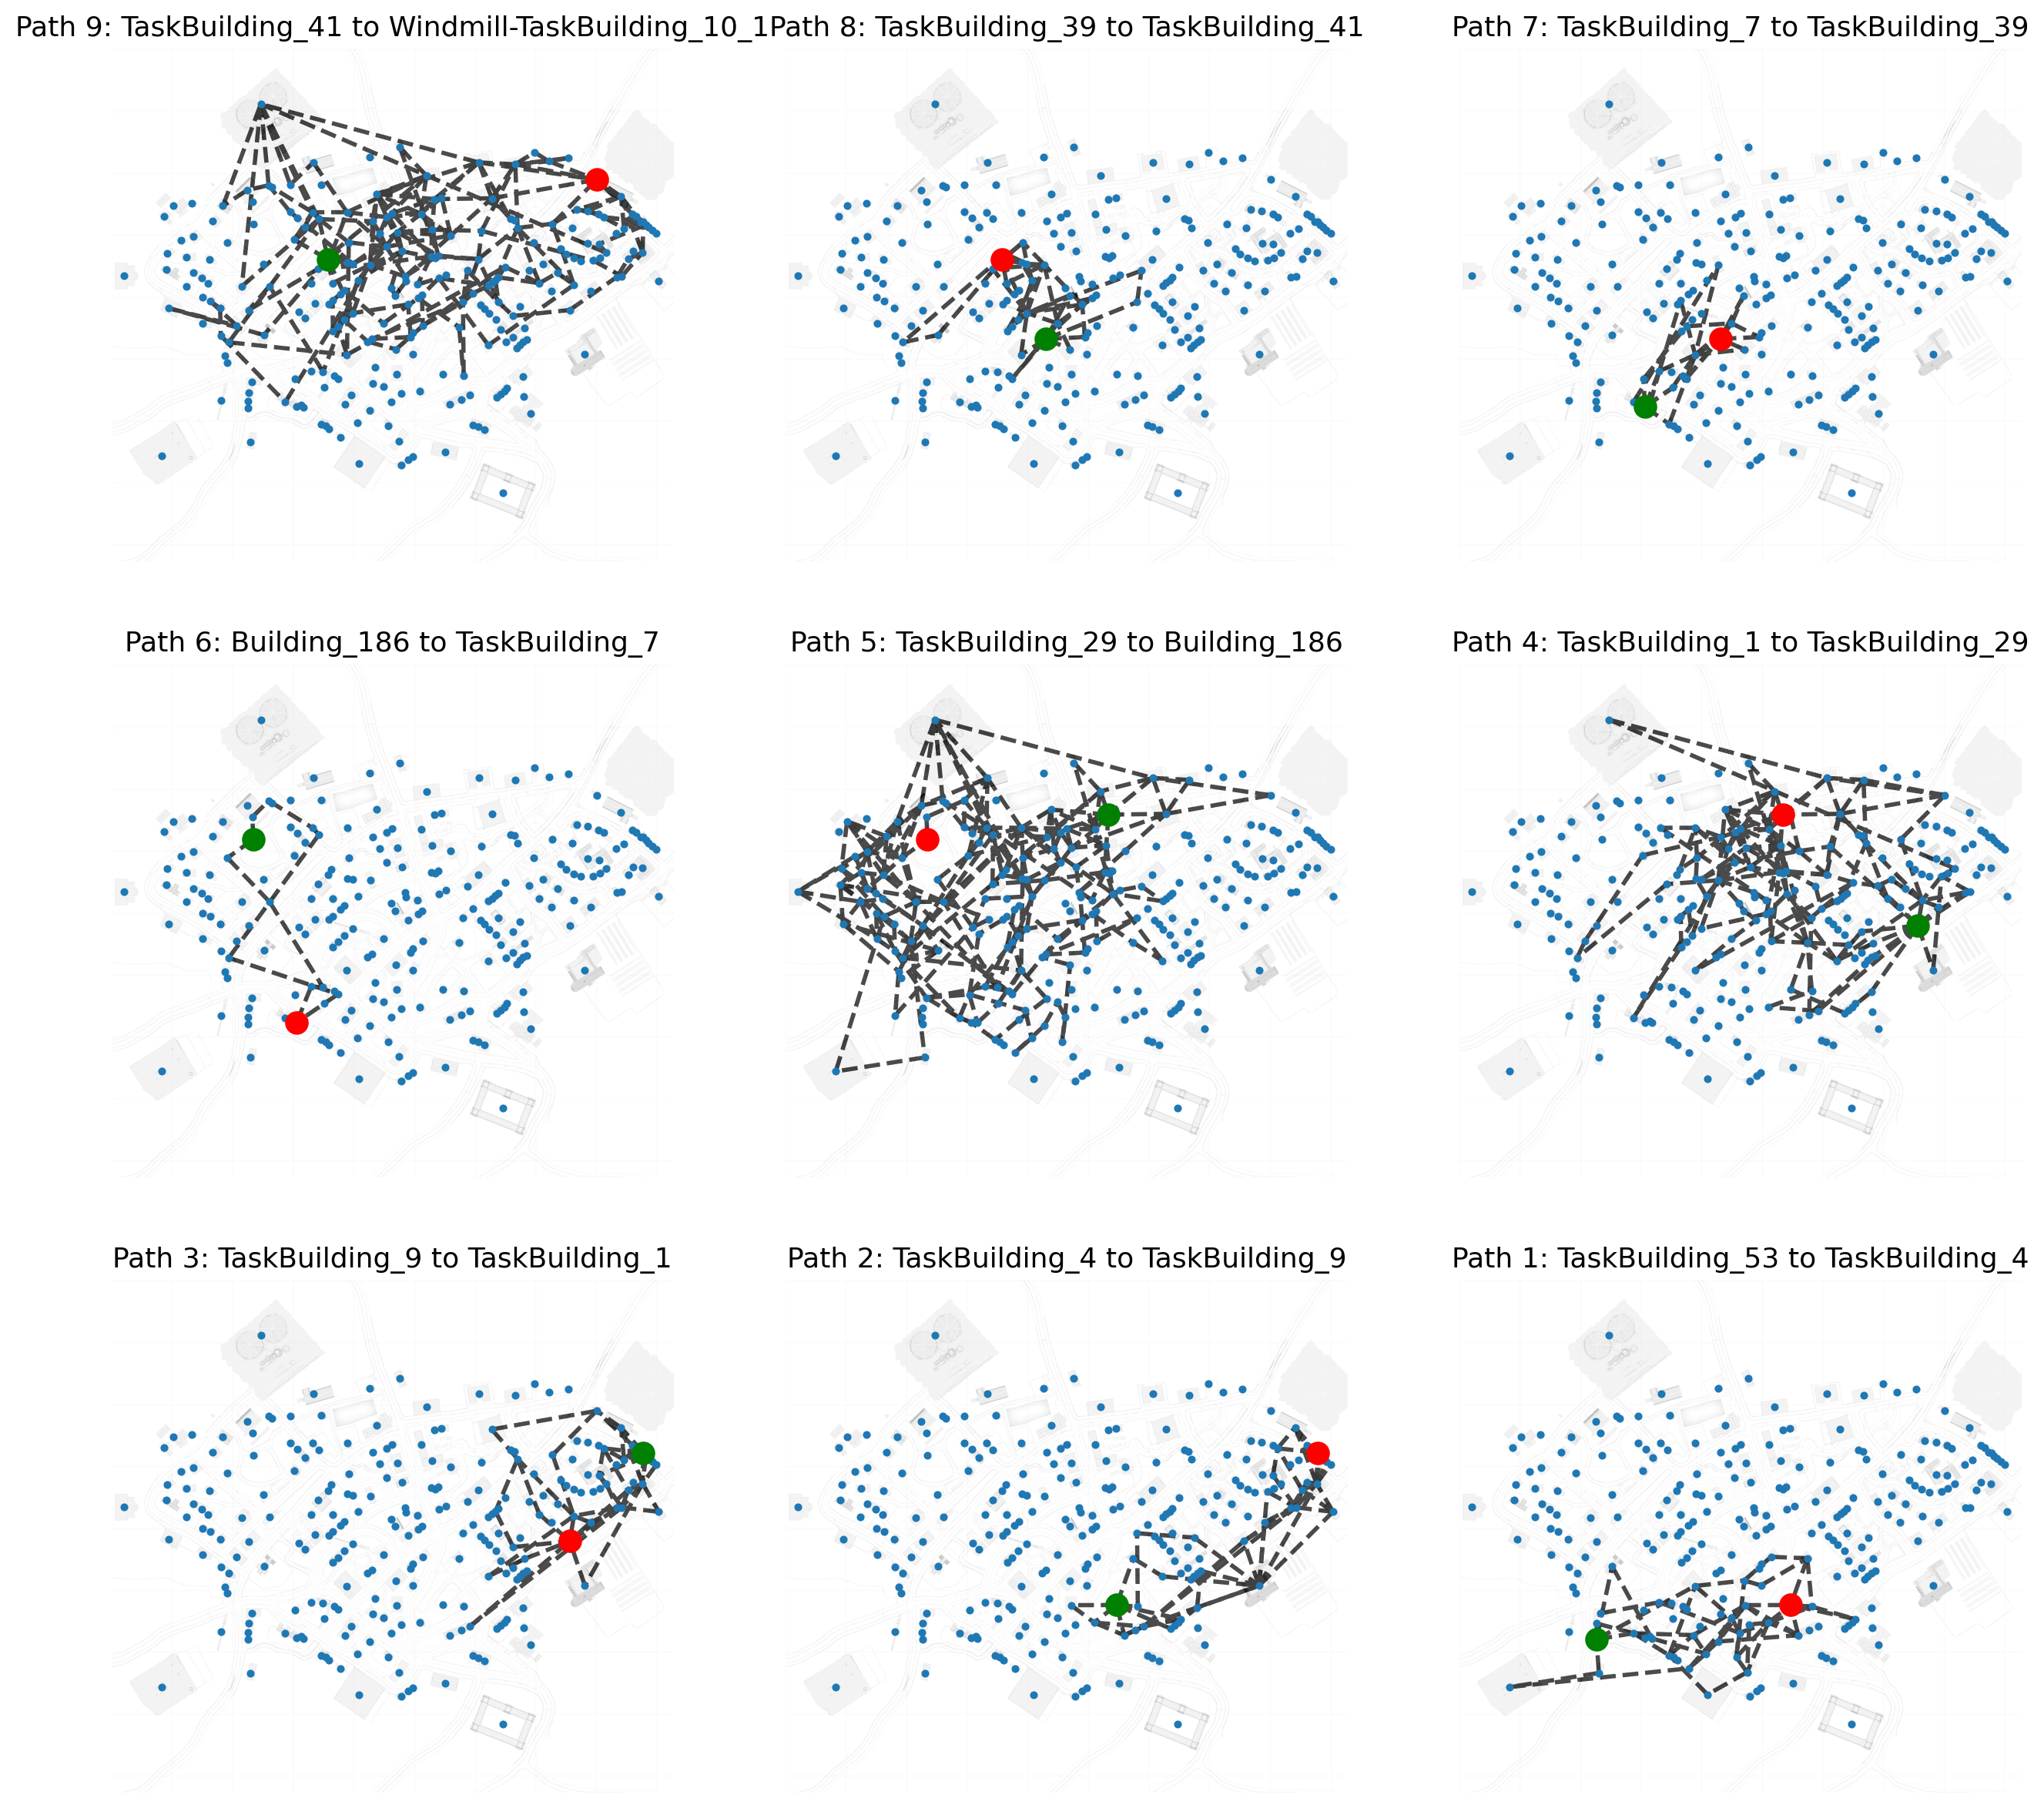 Path 9: TaskBuilding_41 to Windmill-TaskBuilding_10_1
Path 8: TaskBuilding_39 to TaskBuilding_41
Path 7: TaskBuilding_7 to TaskBuilding_39
Path 6: Building_186 to TaskBuilding_7
Path 5: TaskBuilding_29 to Building_186
Path 4: TaskBuilding_1 to TaskBuilding_29
Path 3: TaskBuilding_9 to TaskBuilding_1
Path 2: TaskBuilding_4 to TaskBuilding_9
Path 1: TaskBuilding_53 to TaskBuilding_4